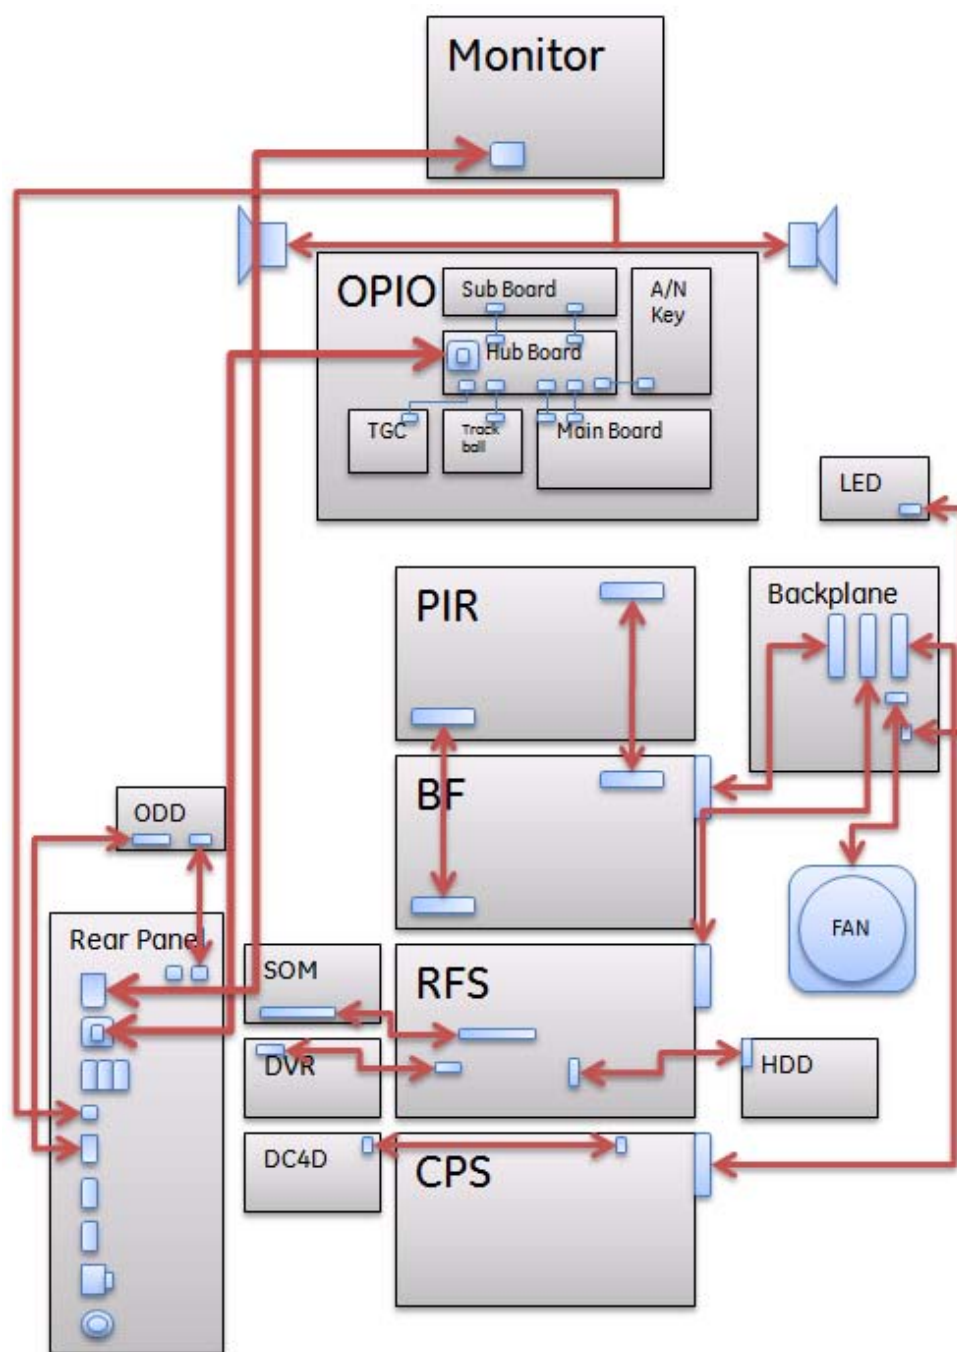 Monitor
OPIO
Sub Board
A/N
Key
Hub Board
TGC
Track
ball
Main Board
LED
PIR
Backplane
BF
ODD
FAN
Rear Panel
SOM
RFS
DVR
HDD
DC4D
CPS